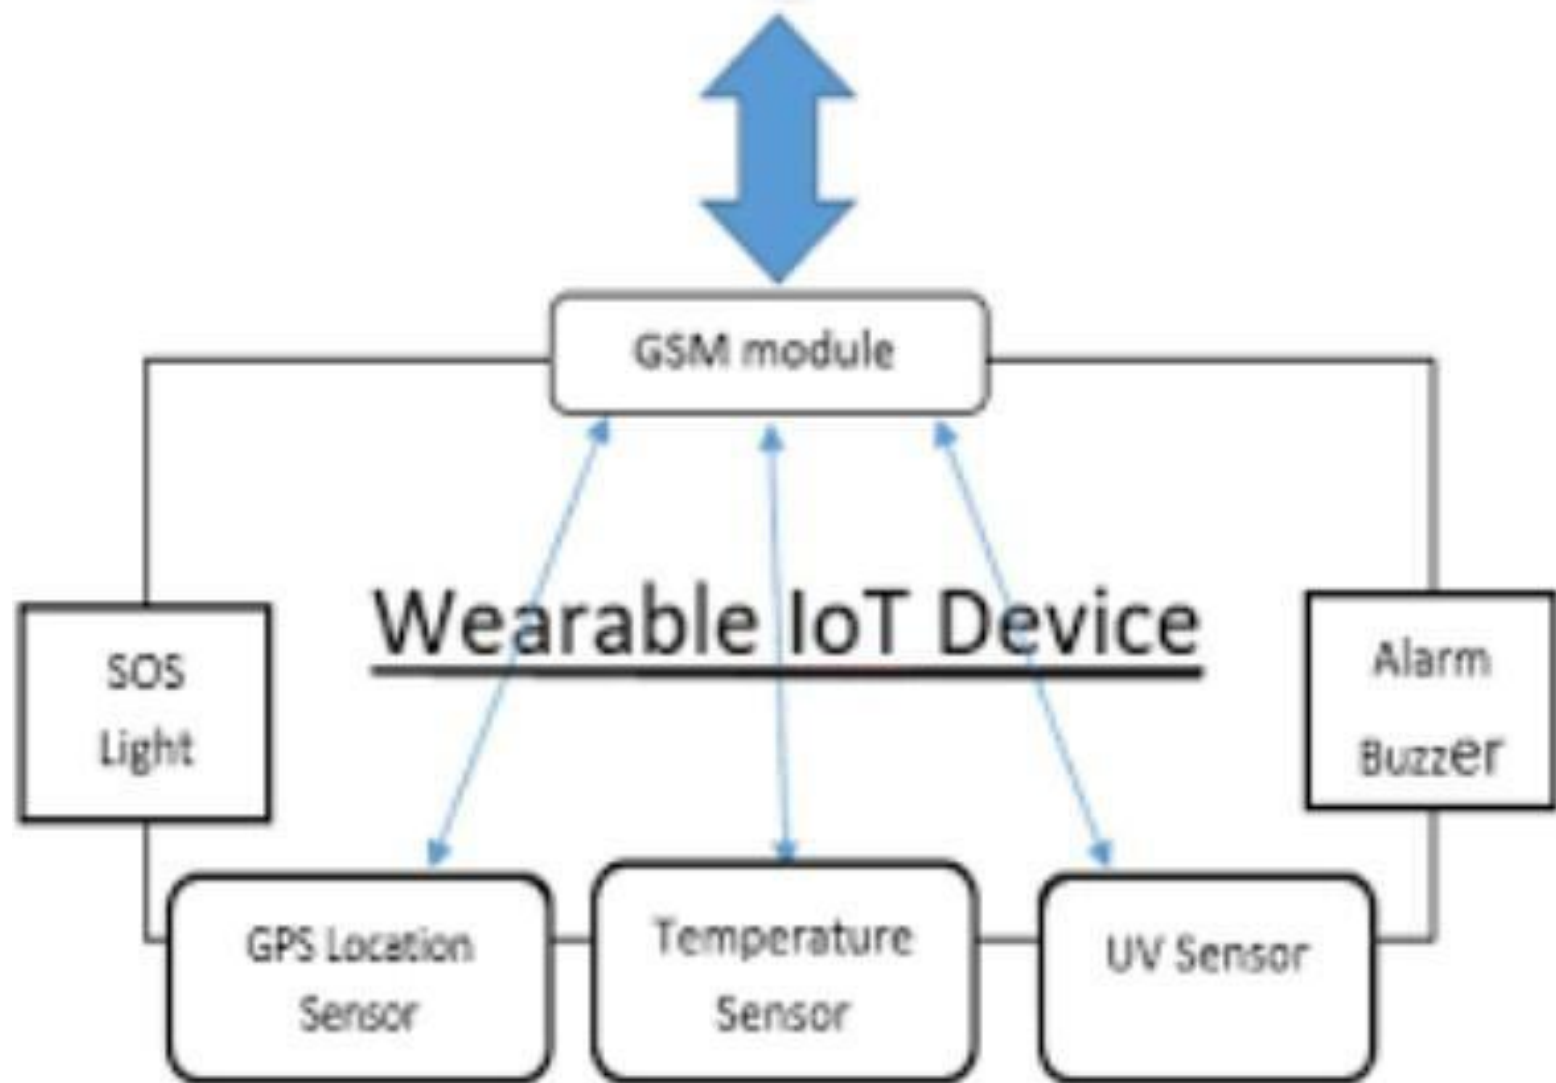 GSM module
Wearable IoT Device
SOS
Light
Alarm
Buzzer
GPS Location
Sensor
Temperature
Sensor
UV Sensor